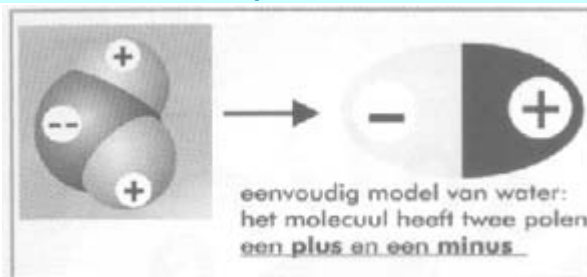 +
--
+
- +
eenvoudig model van water:
het molecuul heeft twee polen
een plus en een minus